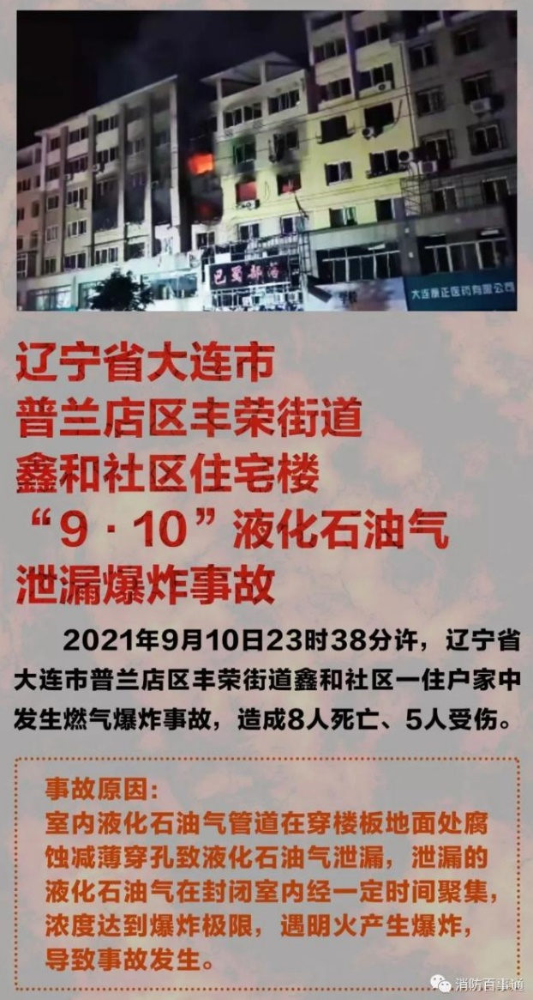 巴蜀部落
大连康正医药有限公司
辽宁省大连市
普兰店区丰荣街道
鑫和社区住宅楼
“9·10”液化石油气
泄漏爆炸事故
2021年9月10日23时38分许，辽宁省
大连市普兰店区丰荣街道鑫和社区一住户家中
发生燃气爆炸事故，造成8人死亡、5人受伤。
事故原因：
室内液化石油气管道在穿楼板地面处腐
蚀减薄穿孔致液化石油气泄漏，泄漏的
液化石油气在封闭室内经一定时间聚集，
浓度达到爆炸极限，遇明火产生爆炸，
导致事故发生。
消防百事通